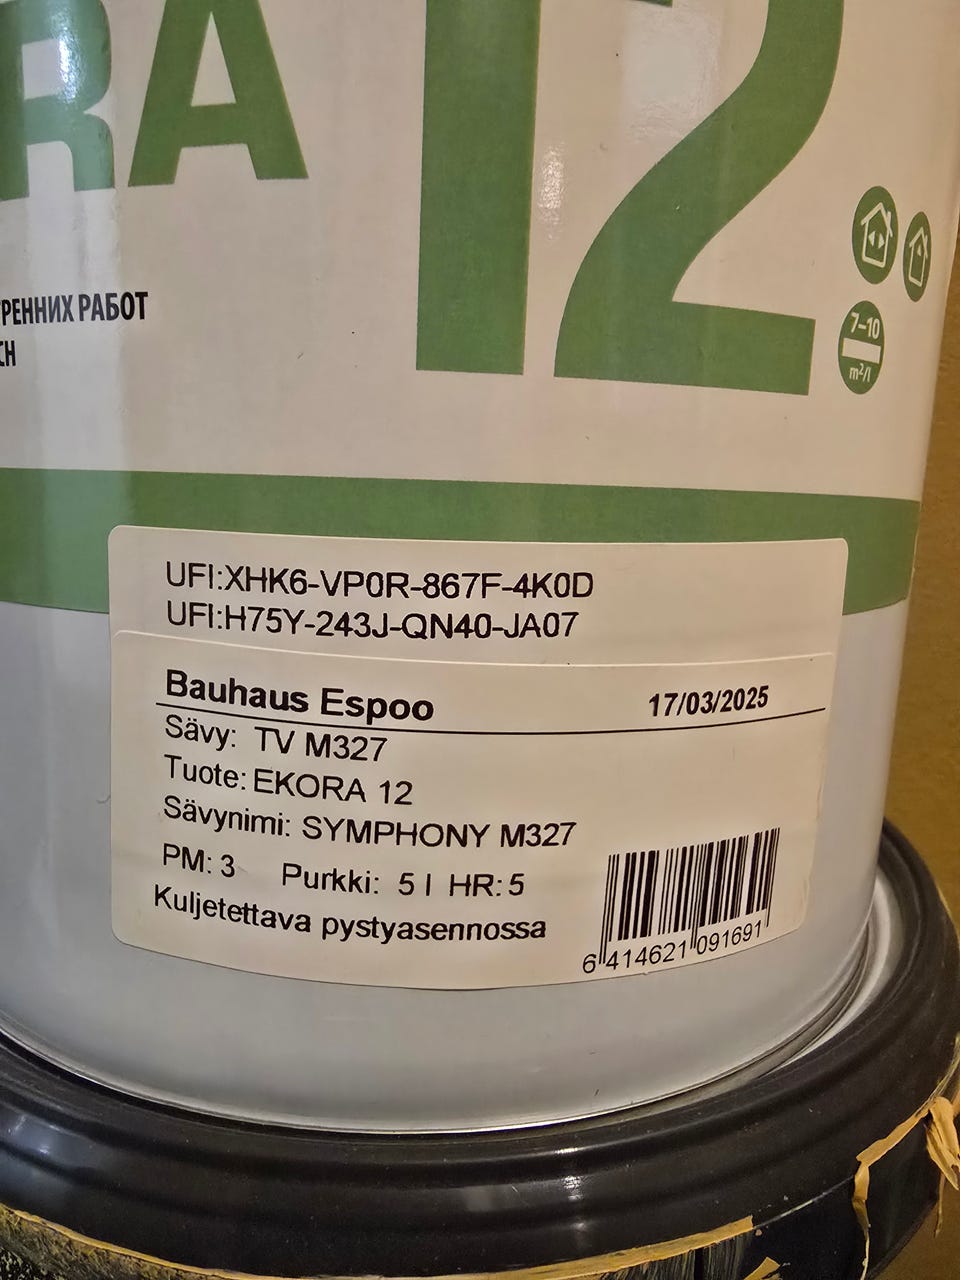 RA 12
РЕННИХ РАБОТ
CH
7–10
m²/l
UFI:XHK6-VP0R-867F-4K0D
UFI:H75Y-243J-QN40-JA07
Bauhaus Espoo 17/03/2025
Sävy: TV M327
Tuote: EKORA 12
Sävynimi: SYMPHONY M327
PM: 3 Purkki: 5 l HR: 5
Kuljetettava pystyasennossa
6 414621 091691